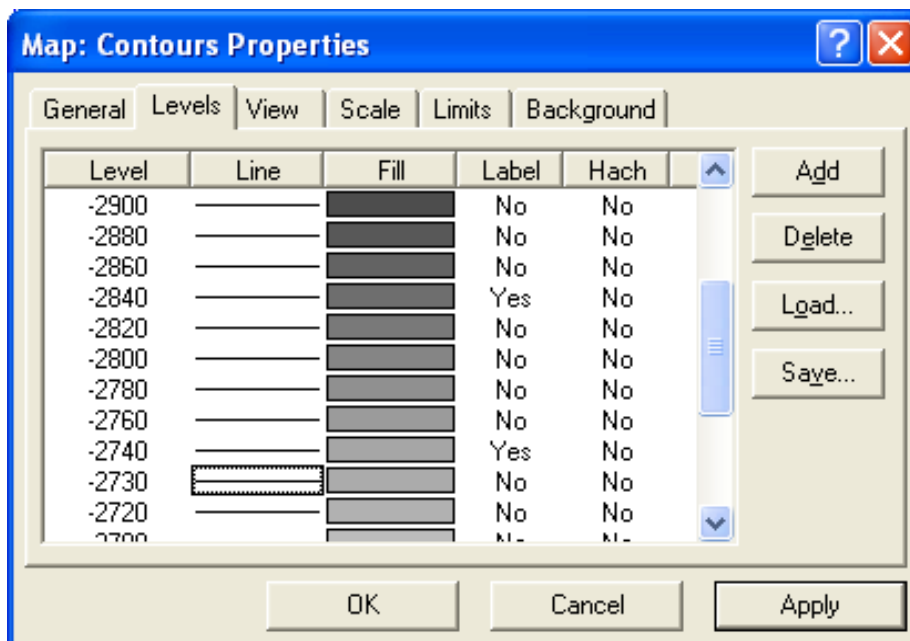 Map: Contours Properties
General Levels View Scale Limits Background
Level Line Fill Label Hach
-2900 No No
-2880 No No
-2860 No No
-2840 Yes No
-2820 No No
-2800 No No
-2780 No No
-2760 No No
-2740 Yes No
-2730 No No
-2720 No No
Add
Delete
Load...
Save...
OK Cancel Apply